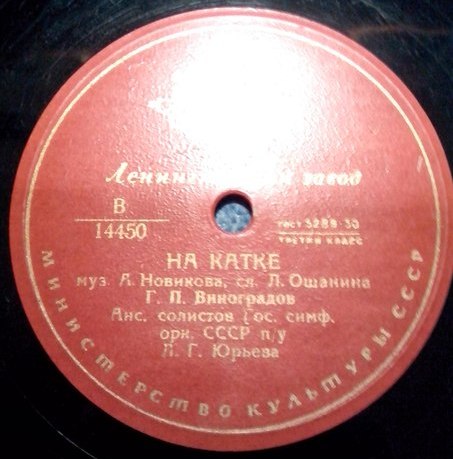 завод
В
14450
гост 5289-50
третий класс
НА КАТКЕ
муз. А. Новикова, сл. Л. Ошанина
Г. П. Виноградов
Анс. солистов Гос. симф.
орк. СССР п/у
Л. Г. Юрьева
МИНИСТЕРСТВО КУЛЬТУРЫ СССР